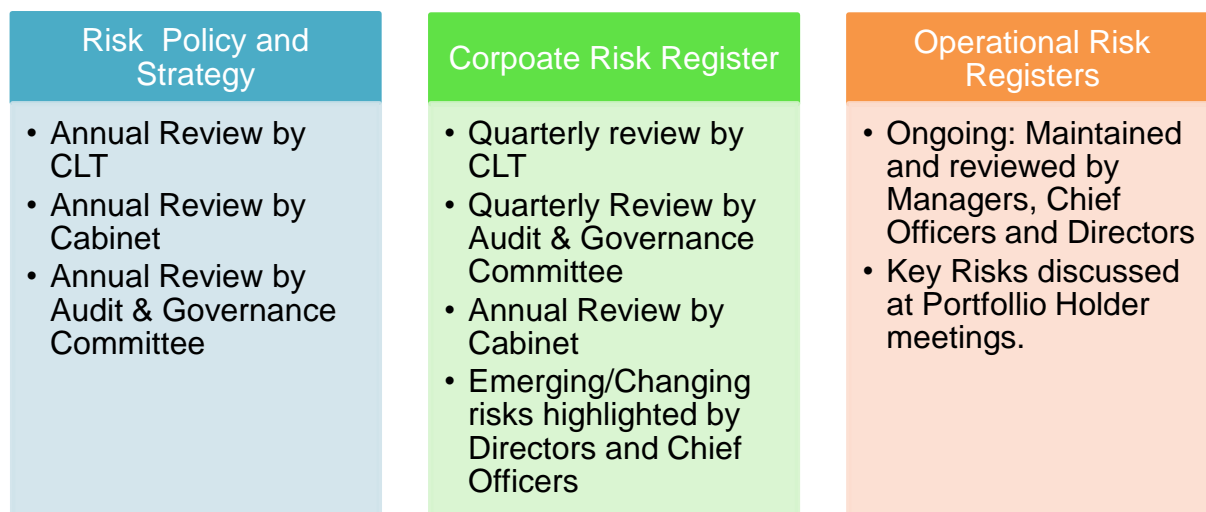 Risk  Policy and
Strategy
• Annual Review by
CLT
• Annual Review by
Cabinet
• Annual Review by
Audit & Governance
Committee
Corpoate Risk Register
• Quarterly review by
CLT
• Quarterly Review by
Audit & Governance
Committee
• Annual Review by
Cabinet
• Emerging/Changing
risks highlighted by
Directors and Chief
Officers
Operational Risk
Registers
• Ongoing: Maintained
and reviewed by
Managers, Chief
Officers and Directors
• Key Risks discussed
at Portfollio Holder
meetings.